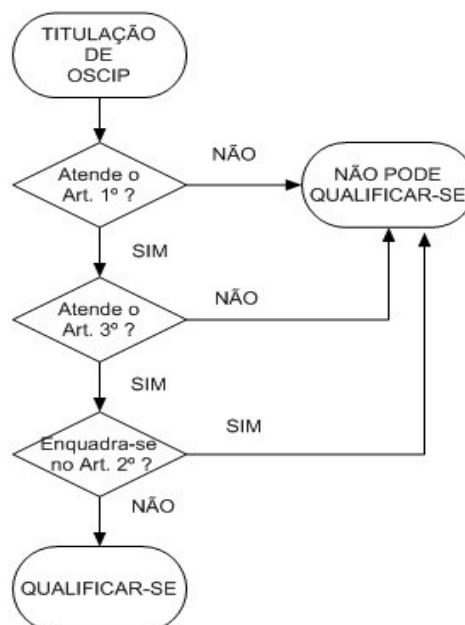 TITULAÇÃO
DE
OSCIP
Atende o
Art. 1º ?
NÃO
NÃO PODE
QUALIFICAR-SE
SIM
Atende o
Art. 3º ?
NÃO
SIM
Enquadra-se
no Art. 2º ?
SIM
NÃO
QUALIFICAR-SE